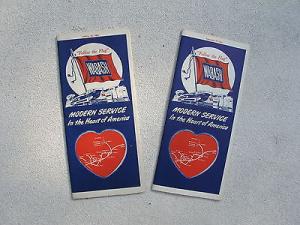 "Follow the Flag"
WABASH
MODERN SERVICE
in the Heart of America
"Follow the Flag"
WABASH
MODERN SERVICE
in the Heart of America